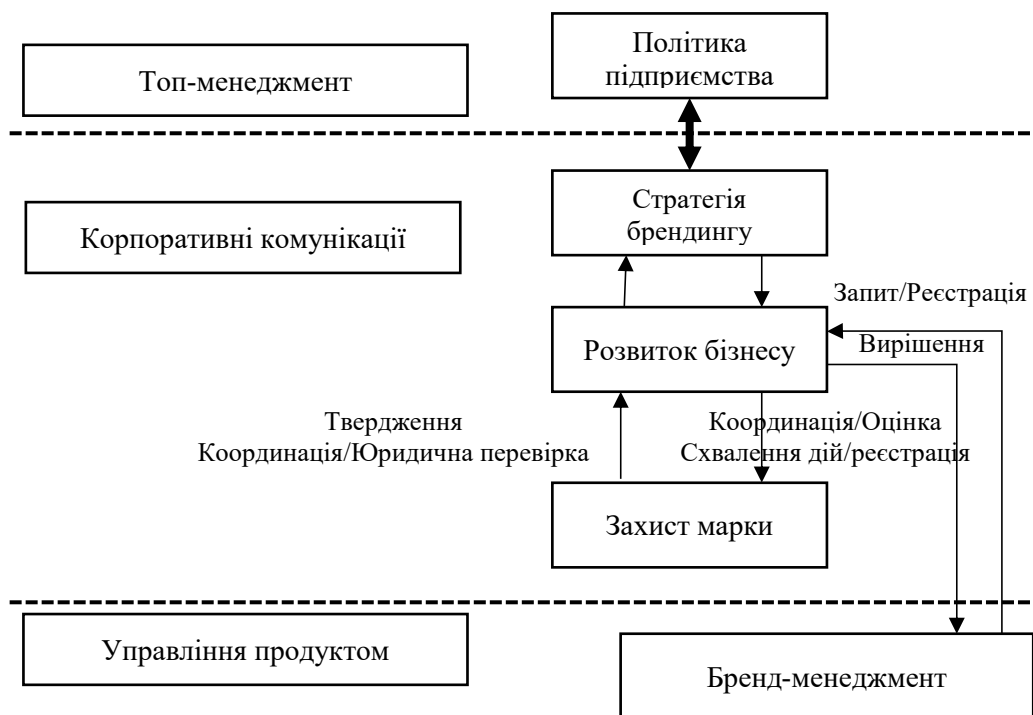 Топ-менеджмент
Політика
підприємства
Корпоративні комунікації
Стратегія
брендингу
Запит/Реєстрація
Розвиток бізнесу
Вирішення
Твердження
Координація/Юридична перевірка
Координація/Оцінка
Схвалення дій/реєстрація
Захист марки
Управління продуктом
Бренд-менеджмент